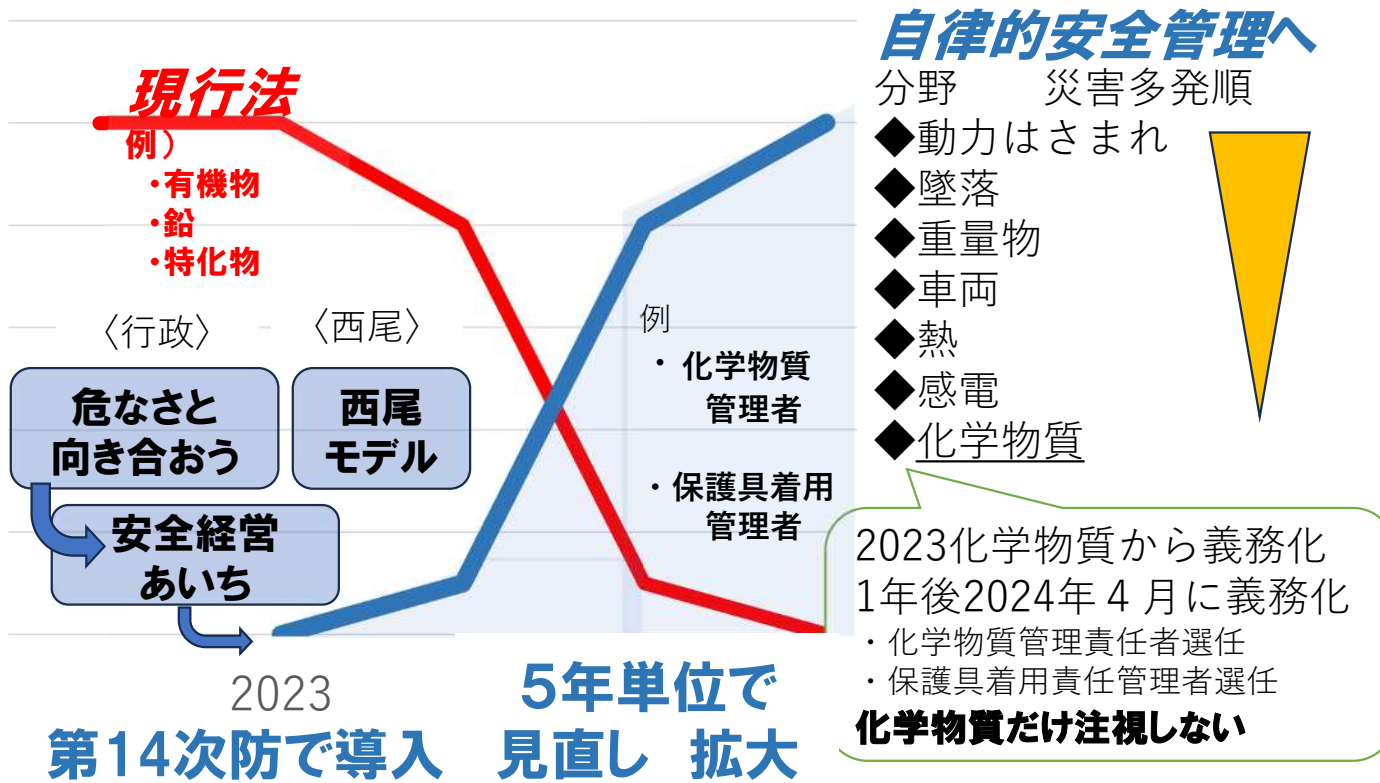 現行法
例）
・有機物
・鉛
・特化物
〈行政〉
危なさと
向き合おう
安全経営
あいち
〈西尾〉
西尾
モデル
例
・ 化学物質
管理者
・保護具着用
管理者
2023
第14次防で導入
5年単位で
見直し 拡大
自律的安全管理へ
分野 災害多発順
◆動力はさまれ
◆墜落
◆重量物
◆車両
◆熱
◆感電
◆化学物質
2023化学物質から義務化
1年後2024年４月に義務化
・化学物質管理責任者選任
・保護具着用責任管理者選任
化学物質だけ注視しない